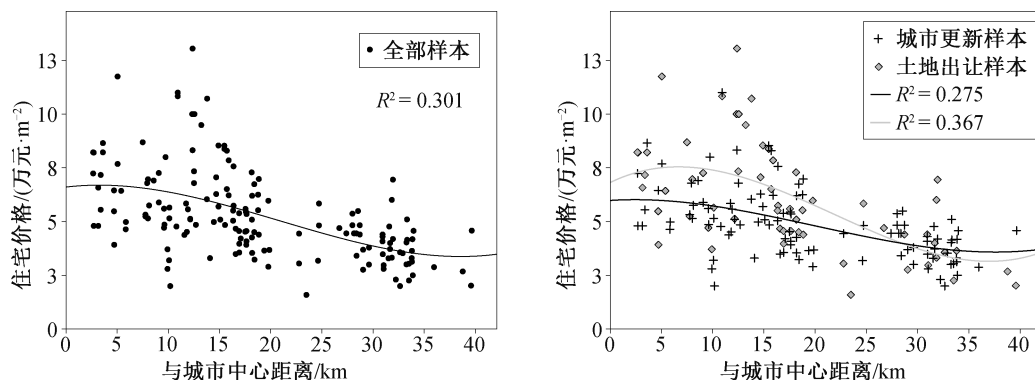 住宅价格/(万元·m⁻²)
13
10
8
5
3
0
全部样本
R² = 0.301
0 5 10 15 20 25 30 35 40
与城市中心距离/km
住宅价格/(万元·m⁻²)
13
10
8
5
3
0
城市更新样本
土地出让样本
R² = 0.275
R² = 0.367
0 5 10 15 20 25 30 35 40
与城市中心距离/km